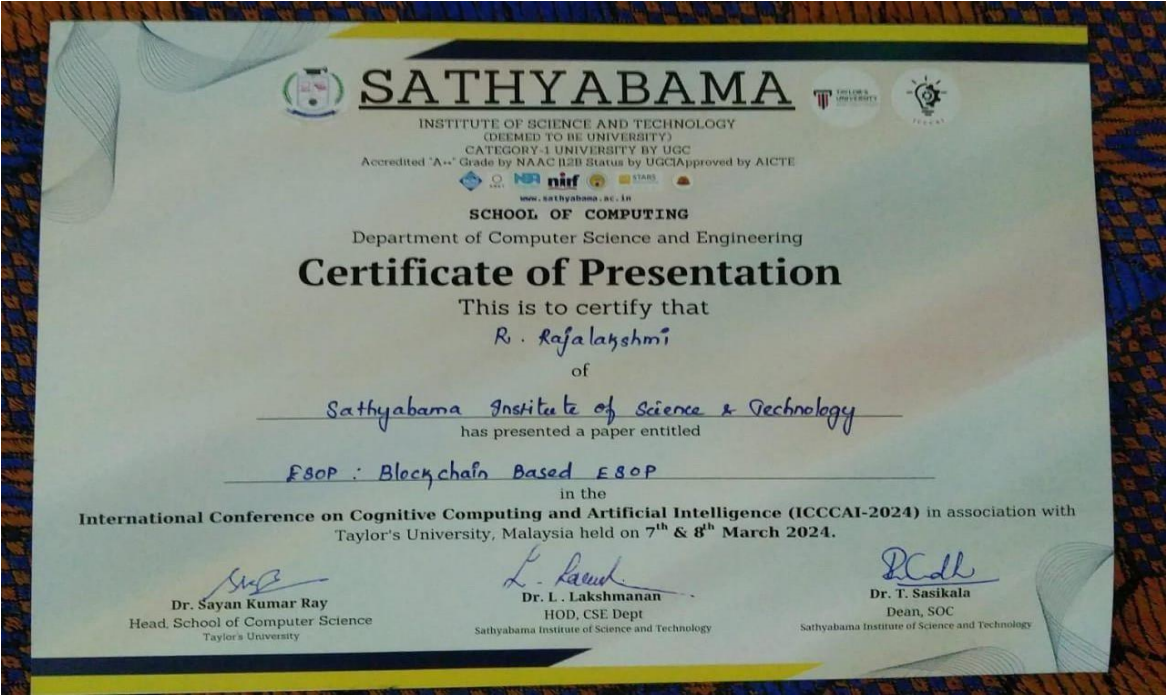 SATHYABAMA
TAYLOR'S
UNIVERSITY
INSTITUTE OF SCIENCE AND TECHNOLOGY
(DEEMED TO BE UNIVERSITY)
CATEGORY-1 UNIVERSITY BY UGC
Accredited "A++" Grade by NAAC |12B Status by UGC|Approved by AICTE
nirf
STARS
www.sathyabama.ac.in
SCHOOL OF COMPUTING
Department of Computer Science and Engineering
Certificate of Presentation
This is to certify that
R. Rajalakshmi
of
Sathyabama Institute of Science & Technology
has presented a paper entitled
ESOP : Blockchain Based ESOP
in the
International Conference on Cognitive Computing and Artificial Intelligence (ICCCAI-2024) in association with
Taylor's University, Malaysia held on 7th & 8th March 2024.
Dr. Sayan Kumar Ray
Head, School of Computer Science
Taylor's University
Dr. L . Lakshmanan
HOD, CSE Dept
Sathyabama Institute of Science and Technology
Dr. T. Sasikala
Dean, SOC
Sathyabama Institute of Science and Technology